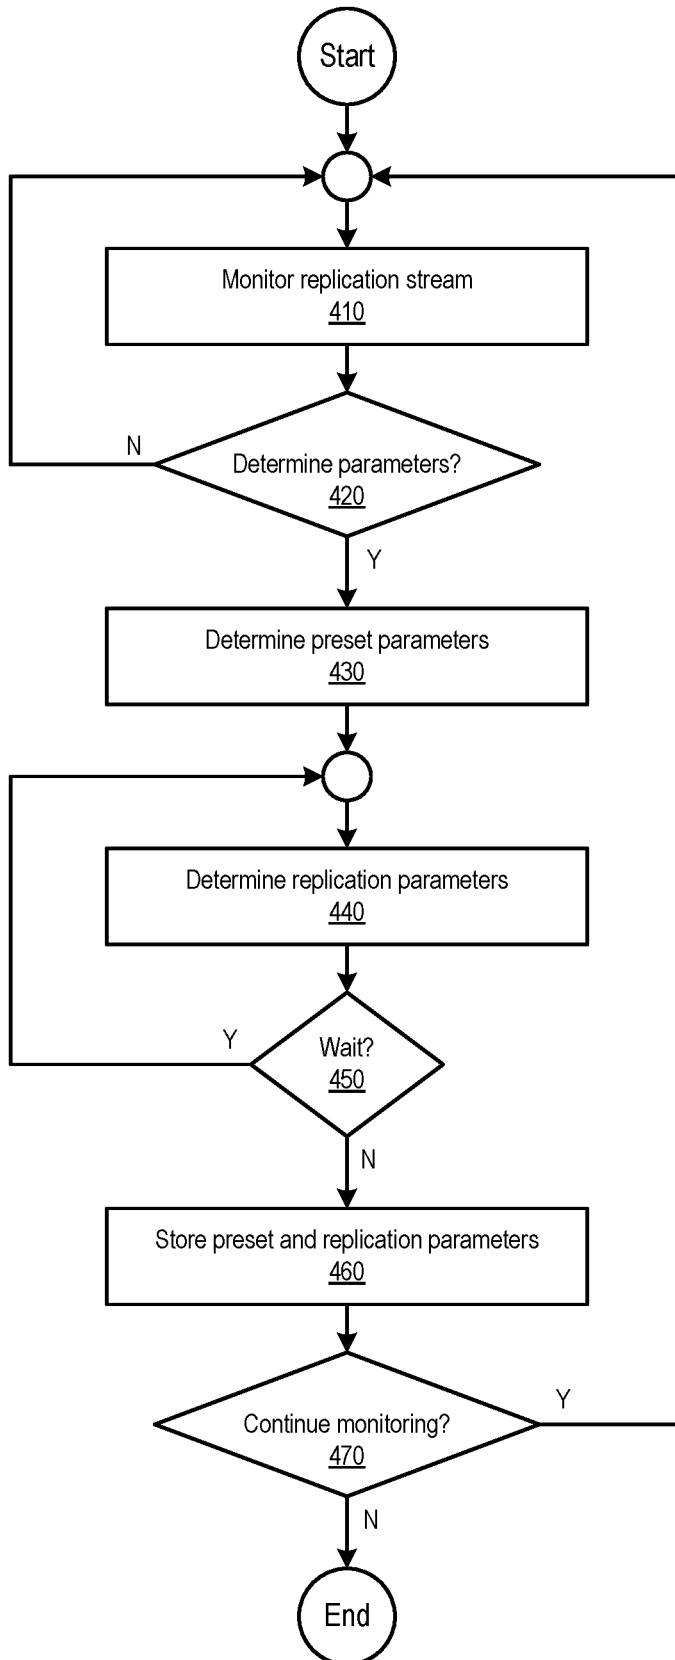 Start
Monitor replication stream
410
N
Determine parameters?
420
Y
Determine preset parameters
430
Determine replication parameters
440
Y
Wait?
450
N
Store preset and replication parameters
460
Y
Continue monitoring?
470
N
End